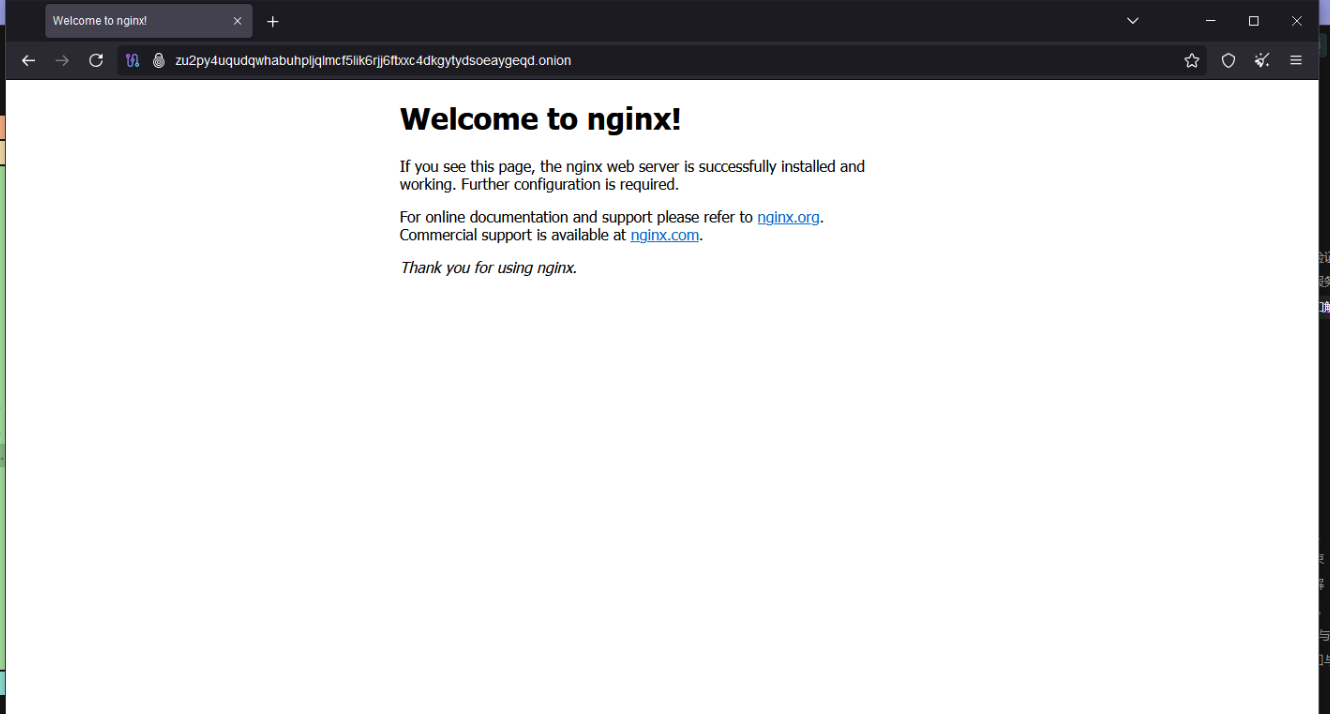 Welcome to nginx!
zu2py4uqudqwhabuhpljqlmcf5lik6rjj6ftxxc4dkgytydsoeaygeqd.onion
Welcome to nginx!
If you see this page, the nginx web server is successfully installed and
working. Further configuration is required.
For online documentation and support please refer to nginx.org.
Commercial support is available at nginx.com.
Thank you for using nginx.